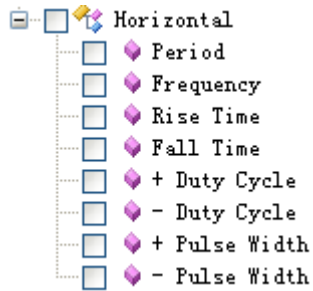 Horizontal
Period
Frequency
Rise Time
Fall Time
+ Duty Cycle
- Duty Cycle
+ Pulse Width
- Pulse Width